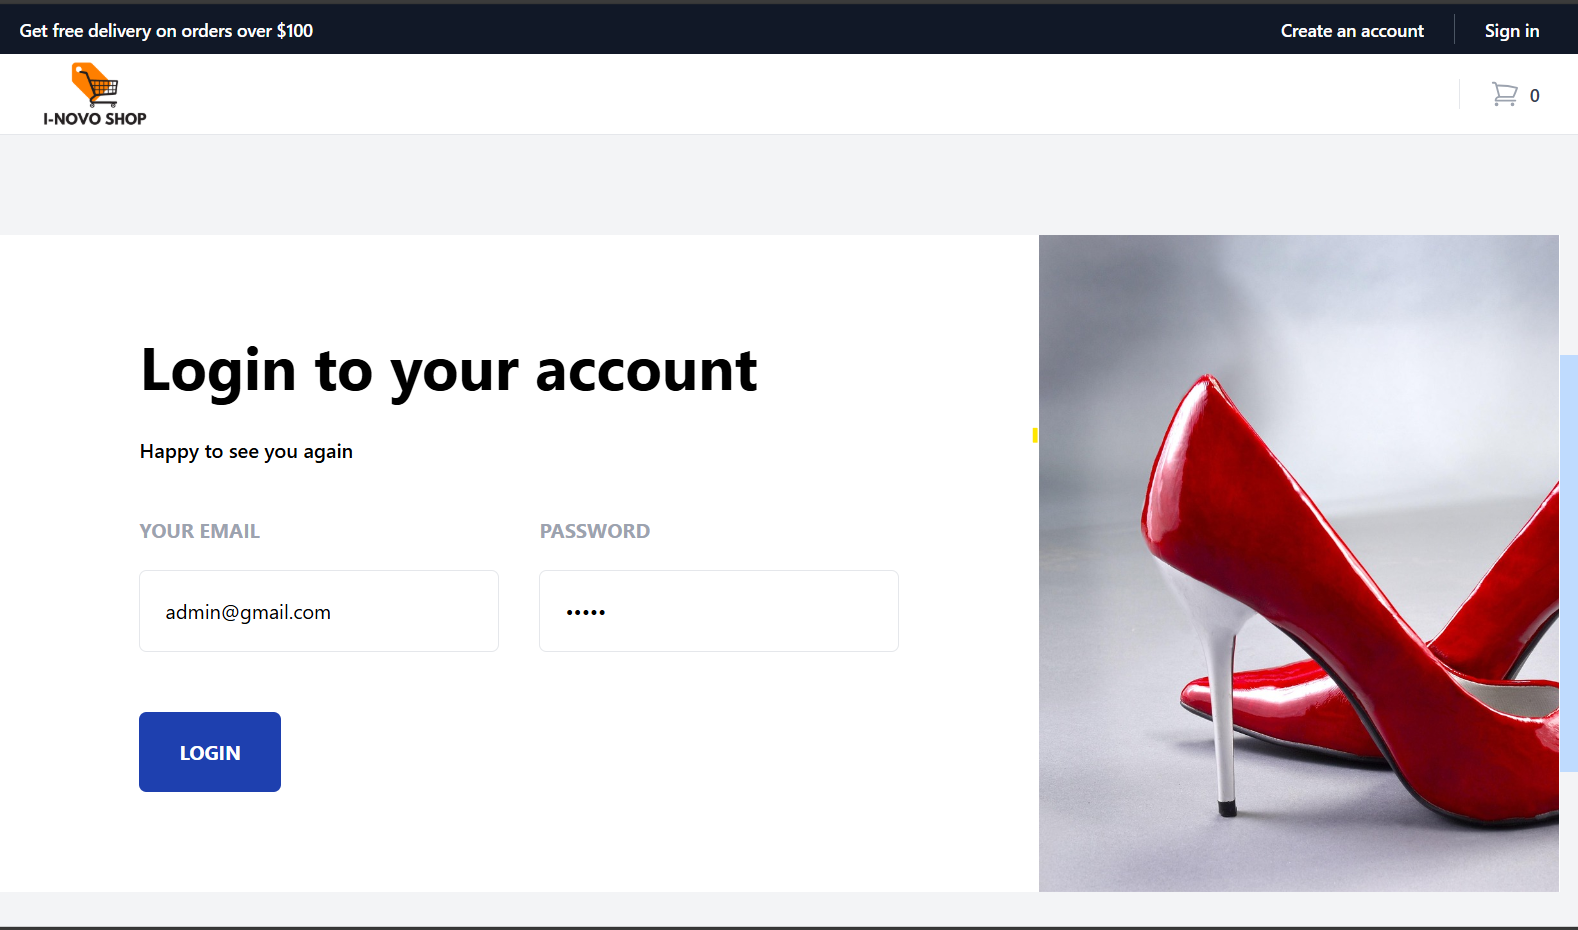 Get free delivery on orders over $100
Create an account
Sign in
I-NOVO SHOP
0
Login to your account
Happy to see you again
YOUR EMAIL
PASSWORD
admin@gmail.com
•••••
LOGIN